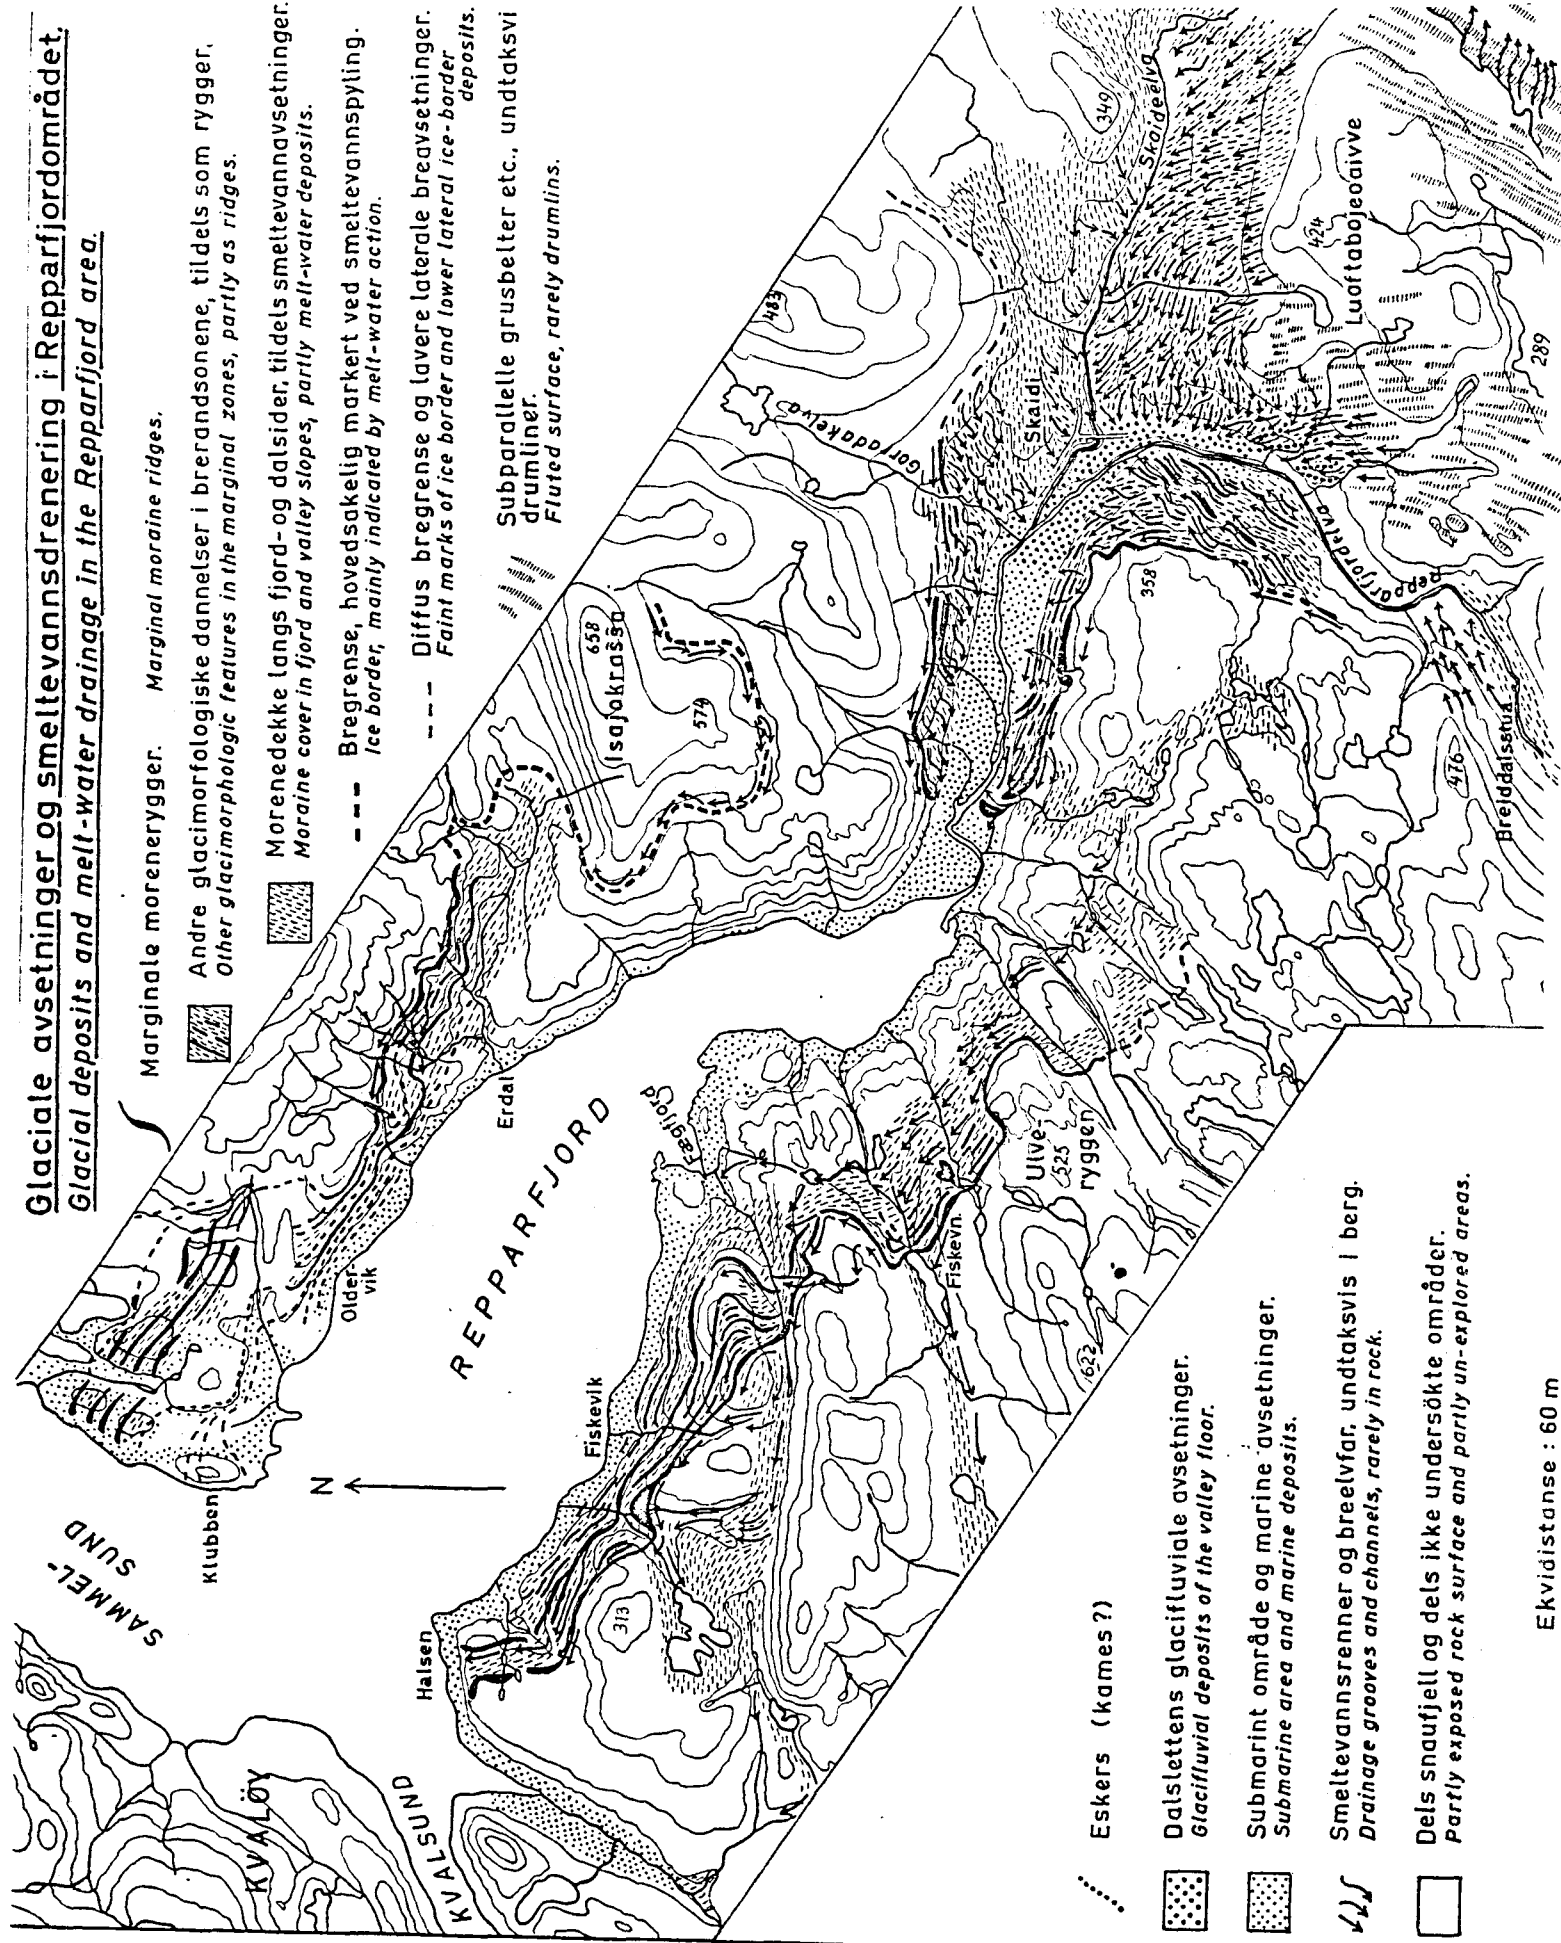 Glaciale avsetninger og smeltevannsdrenering i Repparfjordområdet.
Glacial deposits and melt-water drainage in the Repparfjord area.
Marginale morenerygger. Marginal moraine ridges.
Andre glacimorfologiske dannelser i brerandsonene, tildels som rygger.
Other glacimorphologic features in the marginal zones, partly as ridges.
Morenedekke langs fjord- og dalsider, tildels smeltevannavsetninger.
Moraine cover in fjord and valley slopes, partly melt-water deposits.
Bregrense, hovedsakelig markert ved smeltevannspyling.
Ice border, mainly indicated by melt-water action.
Diffus bregrense og lavere laterale breavsetninger.
Faint marks of ice border and lower lateral ice-border
deposits.
Subparallelle grusbelter etc., undtaksvi
drumliner.
Fluted surface, rarely drumlins.
SAMMEL-
SUND
Klubben
Older-
vik
Erdal
Isajokrassa
658
574
483
349
Gorradakelva
Skaidi
Skaideelva
424
Luoftabojeoaivve
289
Repparfjordelva
358
476
Breiddalsstua
N
REPPARFJORD
Fægfjord
Fiskevik
Halsen
313
KVALÖY
KVALSUND
Ulve-
525
ryggen
Fiskevn.
622
Eskers (kames?)
Dalslettens glacifluviale avsetninger.
Glacifluvial deposits of the valley floor.
Submarint område og marine avsetninger.
Submarine area and marine deposits.
Smeltevannsrenner og breelvfar, undtaksvis i berg.
Drainage grooves and channels, rarely in rock.
Dels snaufjell og dels ikke undersökte områder.
Partly exposed rock surface and partly un-explored areas.
Ekvidistanse : 60 m